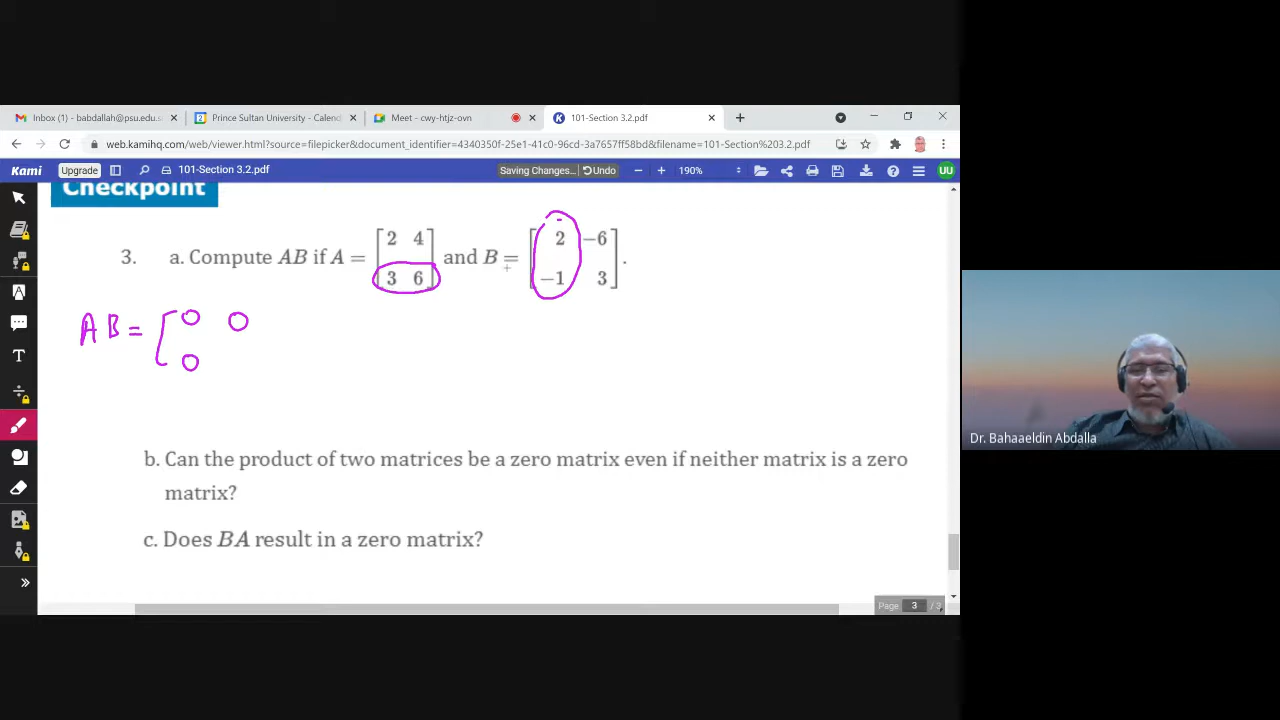 Inbox (1) - babdallah@psu.edu.s
Prince Sultan University - Calend
Meet - cwy-htjz-ovn
101-Section 3.2.pdf
web.kamihq.com/web/viewer.html?source=filepicker&document_identifier=4340350f-25e1-41c0-96cd-3a7657ff58bd&filename=101-Section%203.2.pdf
Kami Upgrade 101-Section 3.2.pdf Saving Changes... Undo 190% UU
Checkpoint
3. a. Compute AB if A = [2 4; 3 6] and B = [2 −6; −1 3].
AB = [0 0
0
b. Can the product of two matrices be a zero matrix even if neither matrix is a zero
matrix?
c. Does BA result in a zero matrix?
Page 3 / 3
Dr. Bahaaeldin Abdalla